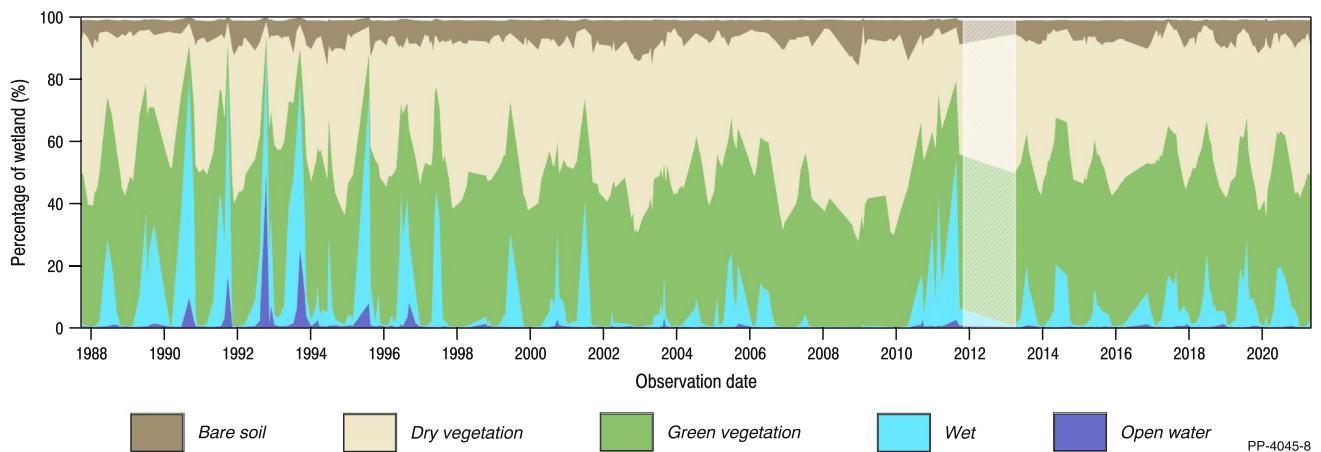 Percentage of wetland (%)
100
80
60
40
20
0
1988 1990 1992 1994 1996 1998 2000 2002 2004 2006 2008 2010 2012 2014 2016 2018 2020
Observation date
Bare soil Dry vegetation Green vegetation Wet Open water
PP-4045-8